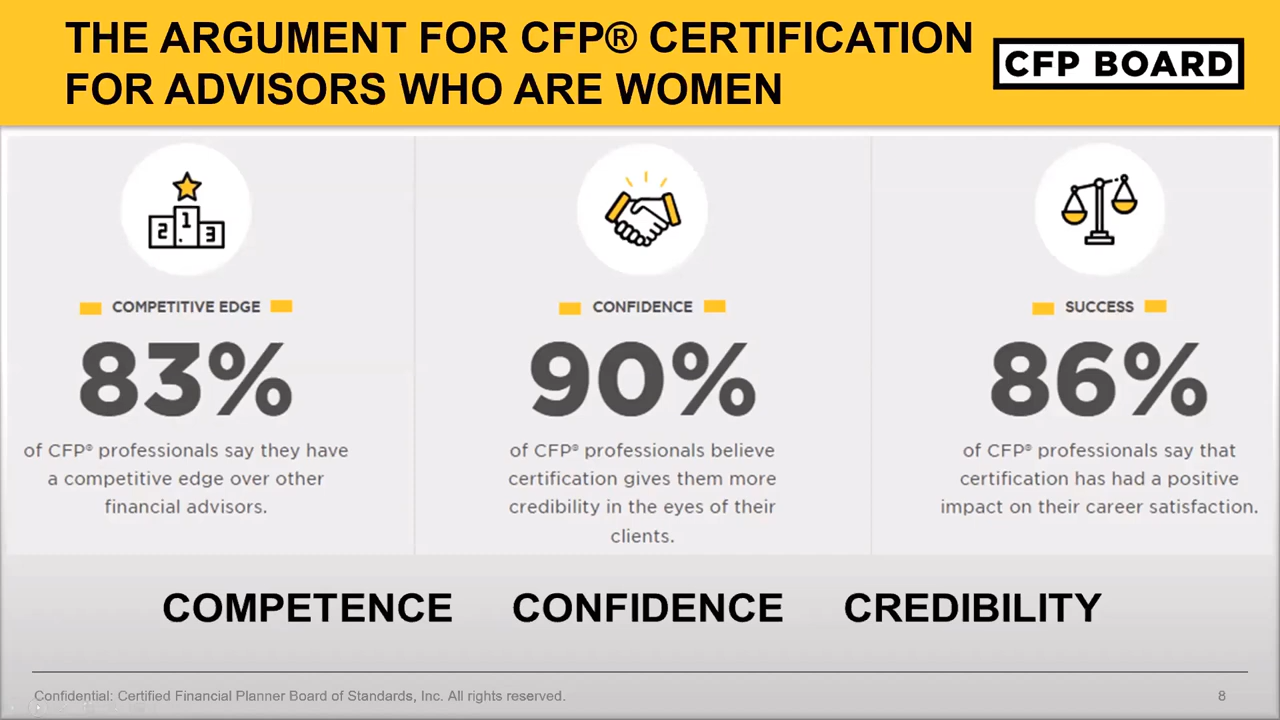 THE ARGUMENT FOR CFP® CERTIFICATION
FOR ADVISORS WHO ARE WOMEN
CFP BOARD
2 1 3
COMPETITIVE EDGE
83%
of CFP® professionals say they have
a competitive edge over other
financial advisors.
CONFIDENCE
90%
of CFP® professionals believe
certification gives them more
credibility in the eyes of their
clients.
SUCCESS
86%
of CFP® professionals say that
certification has had a positive
impact on their career satisfaction.
COMPETENCE CONFIDENCE CREDIBILITY
Confidential: Certified Financial Planner Board of Standards, Inc. All rights reserved.
8